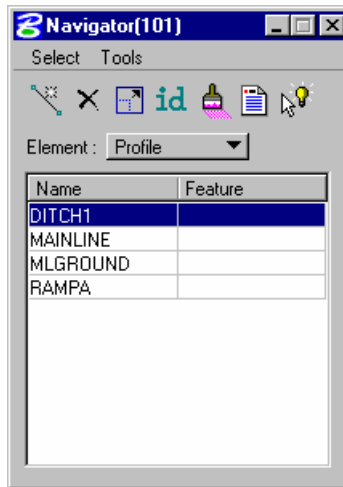 Navigator(101)
Select Tools
id
Element : Profile
Name Feature
DITCH1
MAINLINE
MLGROUND
RAMPA